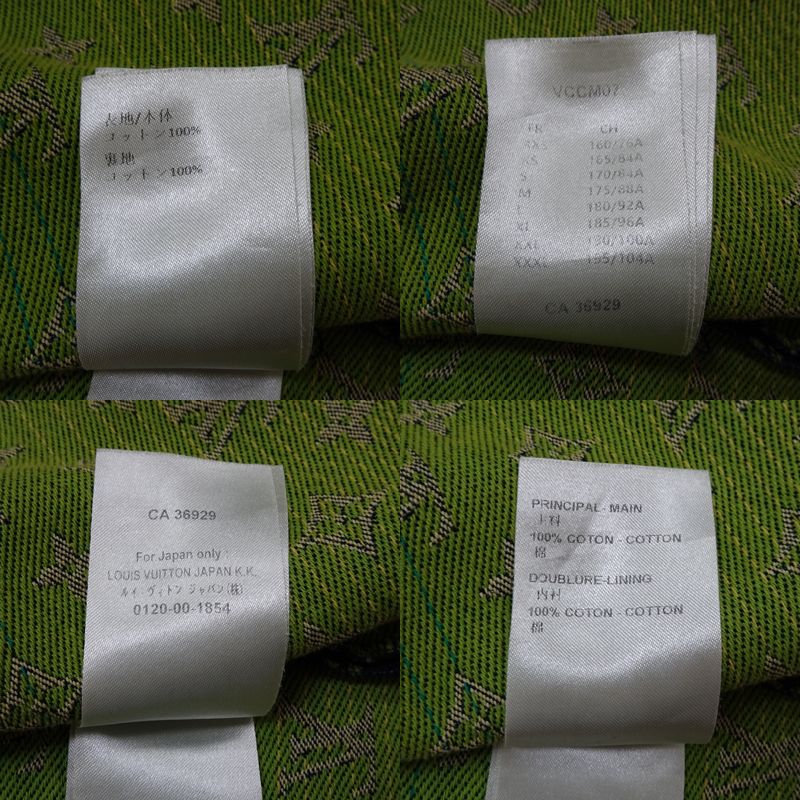 表地/本体
コットン100%
裏地
コットン100%
VCCM07
FR CH
XXS 160/76A
XS 165/84A
S 170/84A
M 175/88A
L 180/92A
XL 185/96A
XXL 190/100A
XXXL 195/104A
CA 36929
CA 36929
For Japan only :
LOUIS VUITTON JAPAN K.K.
ルイ・ヴィトン ジャパン(株)
0120-00-1854
PRINCIPAL-MAIN
主料
100% COTON - COTTON
棉
DOUBLURE-LINING
内料
100% COTON - COTTON
棉